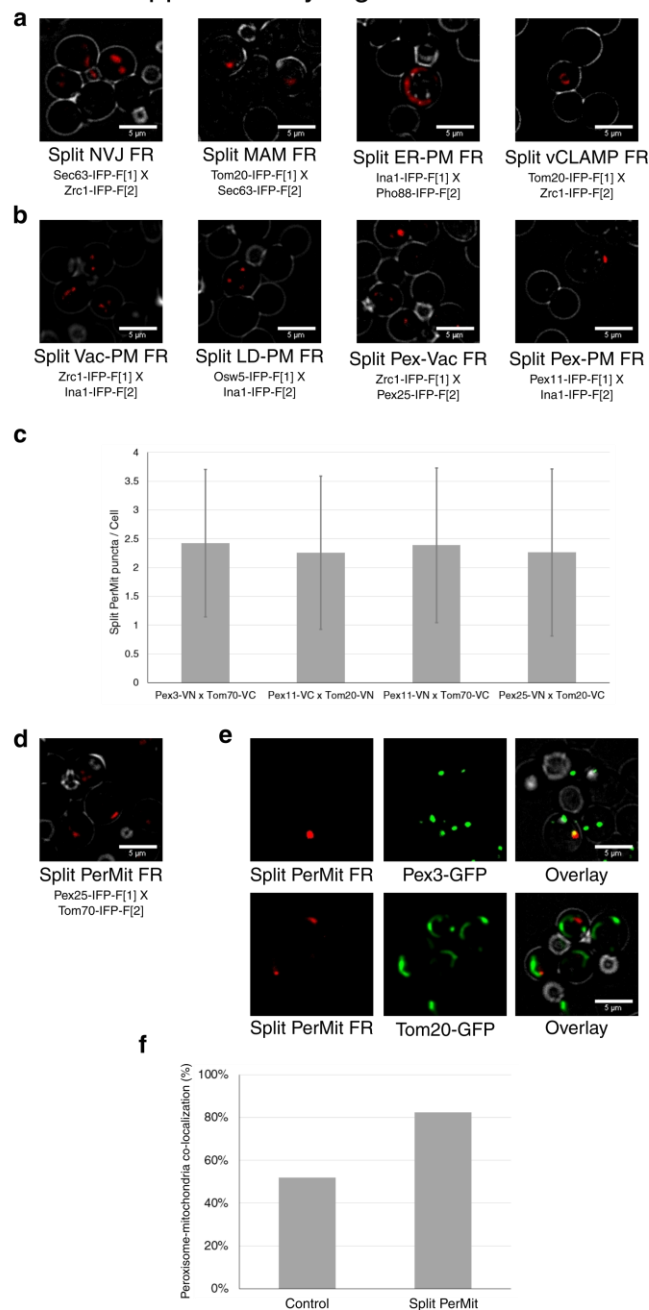 a
5 µm
5 µm
5 µm
5 µm
Split NVJ FR
Sec63-IFP-F[1] X
Zrc1-IFP-F[2]
Split MAM FR
Tom20-IFP-F[1] X
Sec63-IFP-F[2]
Split ER-PM FR
Ina1-IFP-F[1] X
Pho88-IFP-F[2]
Split vCLAMP FR
Tom20-IFP-F[1] X
Zrc1-IFP-F[2]
b
5 µm
5 µm
5 µm
5 µm
Split Vac-PM FR
Zrc1-IFP-F[1] X
Ina1-IFP-F[2]
Split LD-PM FR
Osw5-IFP-F[1] X
Ina1-IFP-F[2]
Split Pex-Vac FR
Zrc1-IFP-F[1] X
Pex25-IFP-F[2]
Split Pex-PM FR
Pex11-IFP-F[1] X
Ina1-IFP-F[2]
c
Split PerMit puncta / Cell
4
3.5
3
2.5
2
1.5
1
0.5
0
Pex3-VN x Tom70-VC
Pex11-VC x Tom20-VN
Pex11-VN x Tom70-VC
Pex25-VN x Tom20-VC
d
5 µm
Split PerMit FR
Pex25-IFP-F[1] X
Tom70-IFP-F[2]
e
5 µm
Split PerMit FR
Pex3-GFP
Overlay
5 µm
Split PerMit FR
Tom20-GFP
Overlay
f
Peroxisome-mitochondria co-localization (%)
100%
80%
60%
40%
20%
0%
Control
Split PerMit